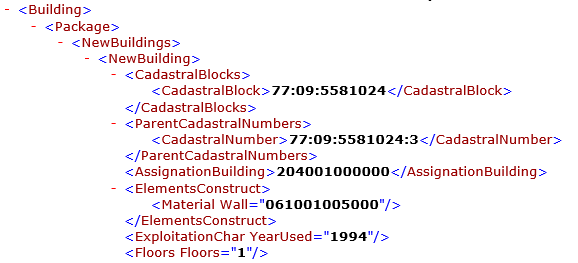 - <Building>
- <Package>
- <NewBuildings>
- <NewBuilding>
- <CadastralBlocks>
<CadastralBlock>77:09:5581024</CadastralBlock>
</CadastralBlocks>
- <ParentCadastralNumbers>
<CadastralNumber>77:09:5581024:3</CadastralNumber>
</ParentCadastralNumbers>
<AssignationBuilding>204001000000</AssignationBuilding>
- <ElementsConstruct>
<Material Wall="061001005000"/>
</ElementsConstruct>
<ExploitationChar YearUsed="1994"/>
<Floors Floors="1"/>